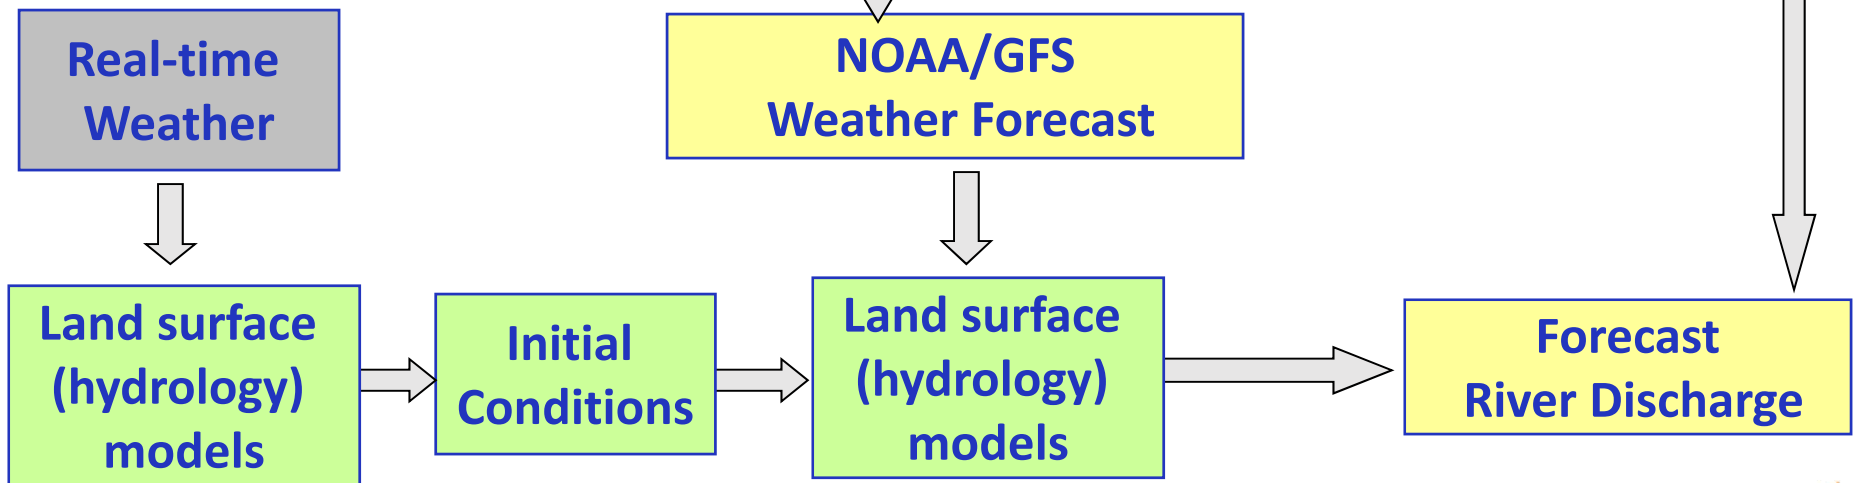 Real-time
Weather
NOAA/GFS
Weather Forecast
Land surface
(hydrology)
models
Initial
Conditions
Land surface
(hydrology)
models
Forecast
River Discharge